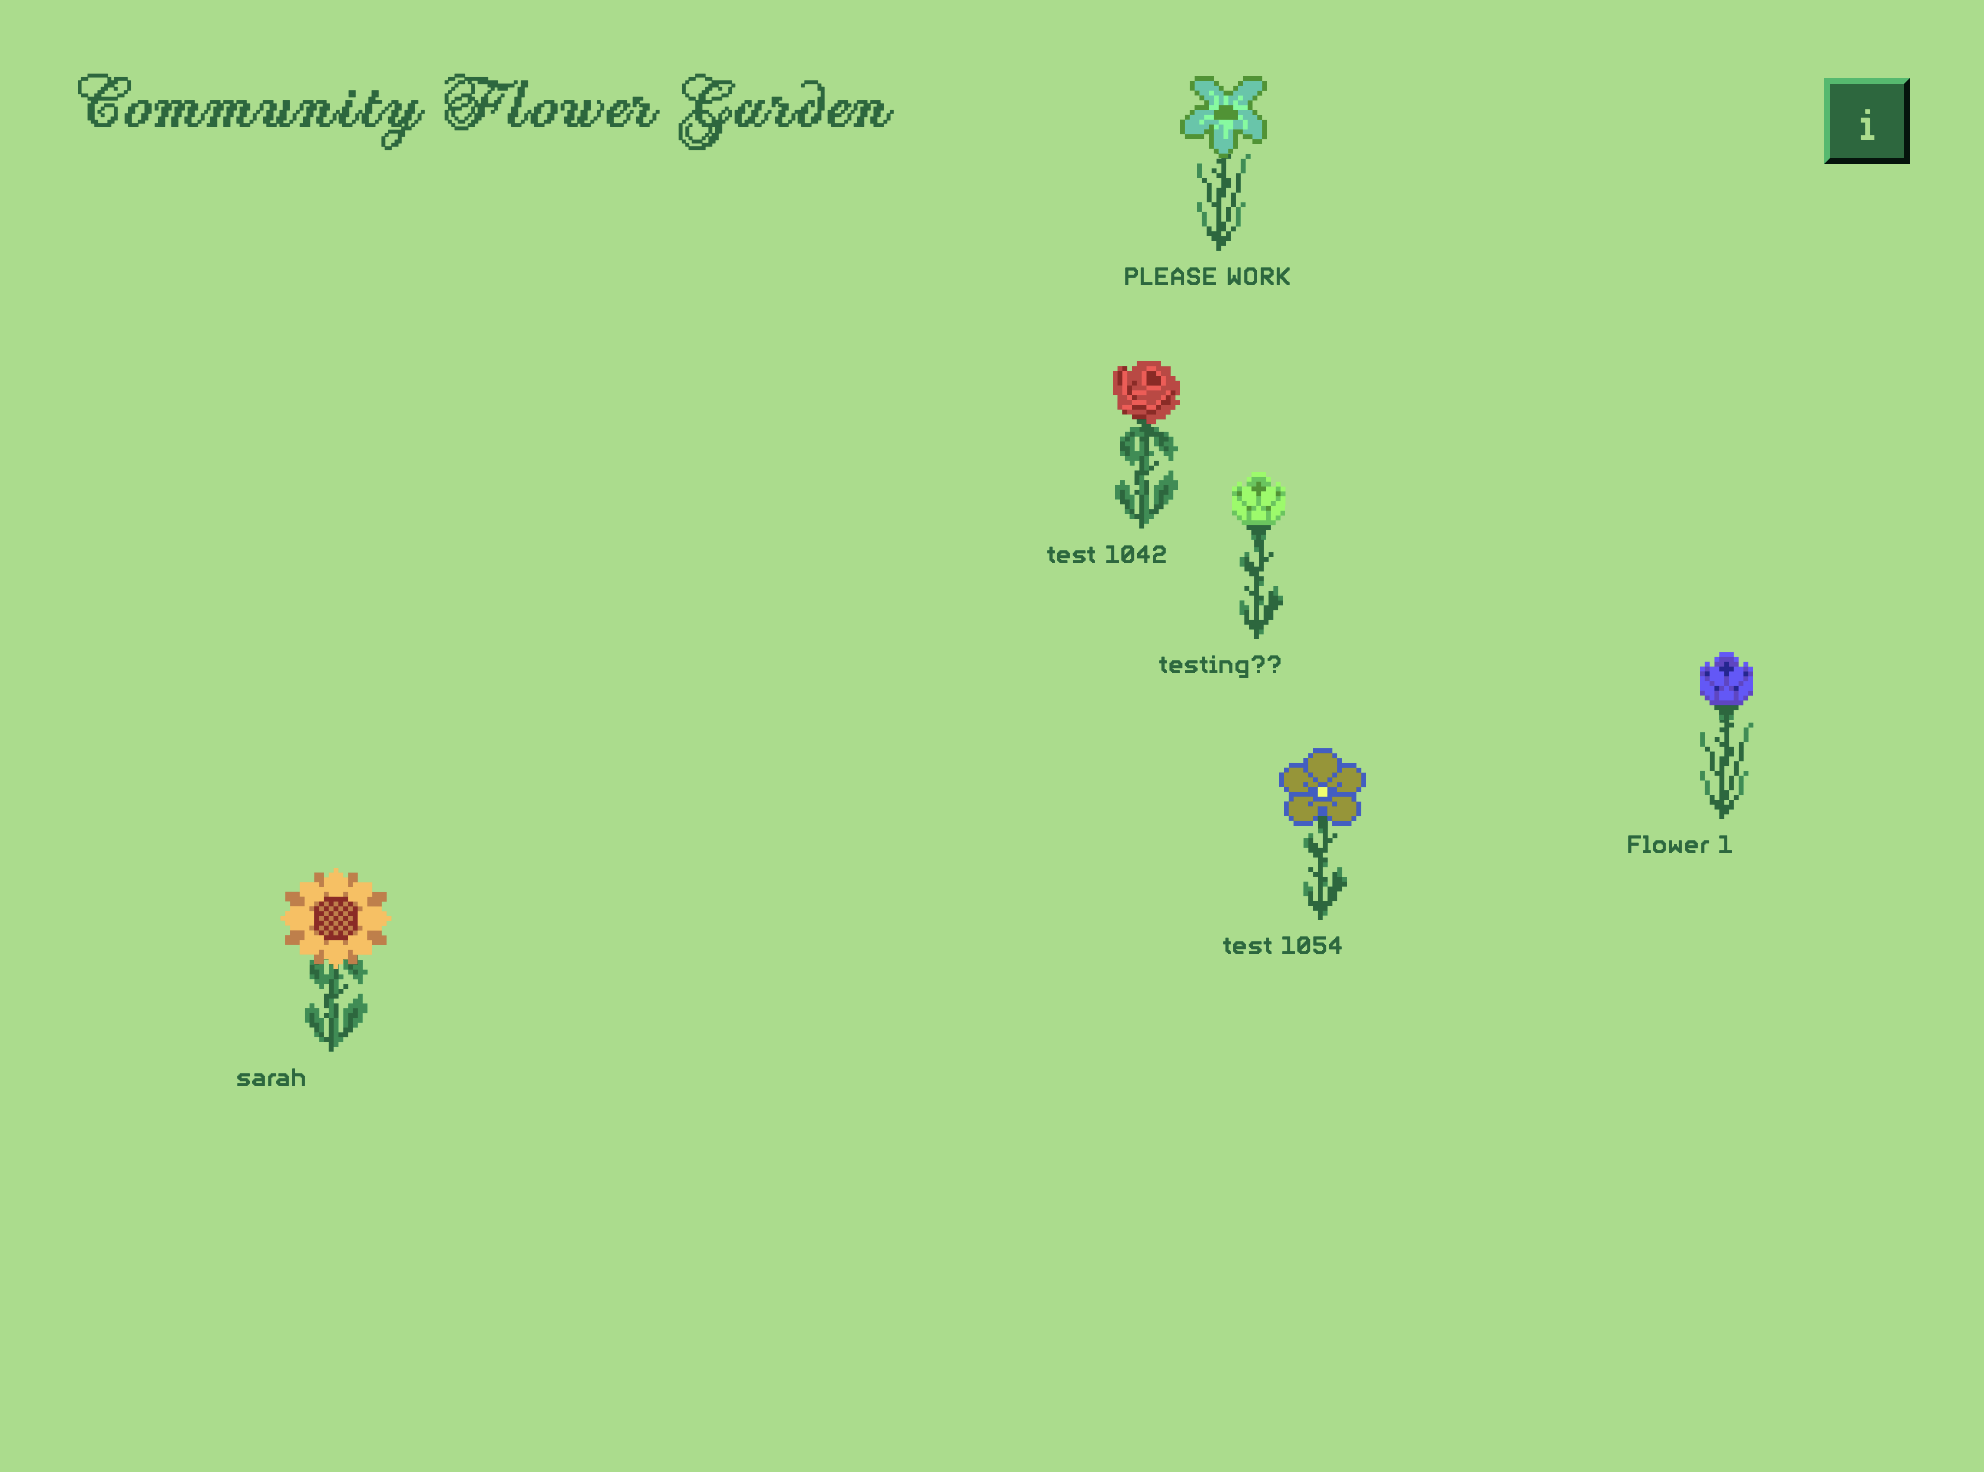 Community Flower Garden
i
PLEASE WORK
test 1042
testing??
Flower 1
test 1054
sarah